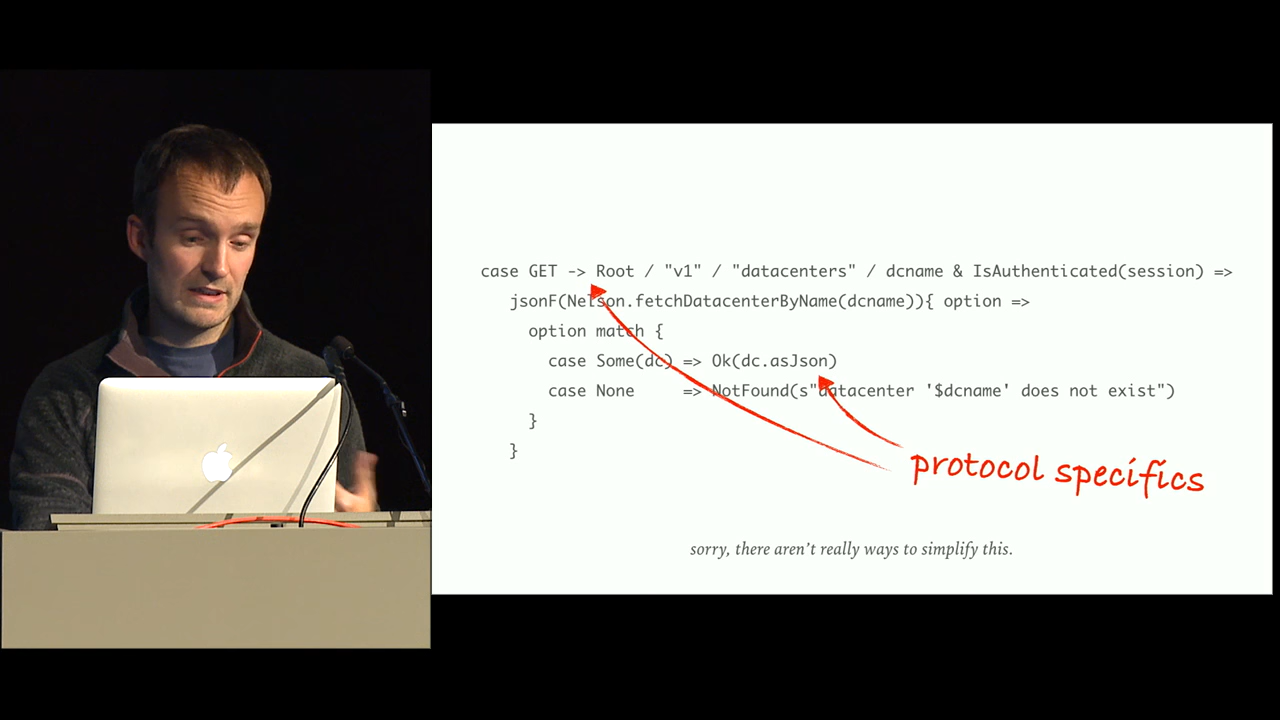 case GET -> Root / "v1" / "datacenters" / dcname & IsAuthenticated(session) =>
jsonF(Nelson.fetchDatacenterByName(dcname)){ option =>
option match {
case Some(dc) => Ok(dc.asJson)
case None => NotFound(s"datacenter '$dcname' does not exist")
}
}
protocol specifics
sorry, there aren't really ways to simplify this.